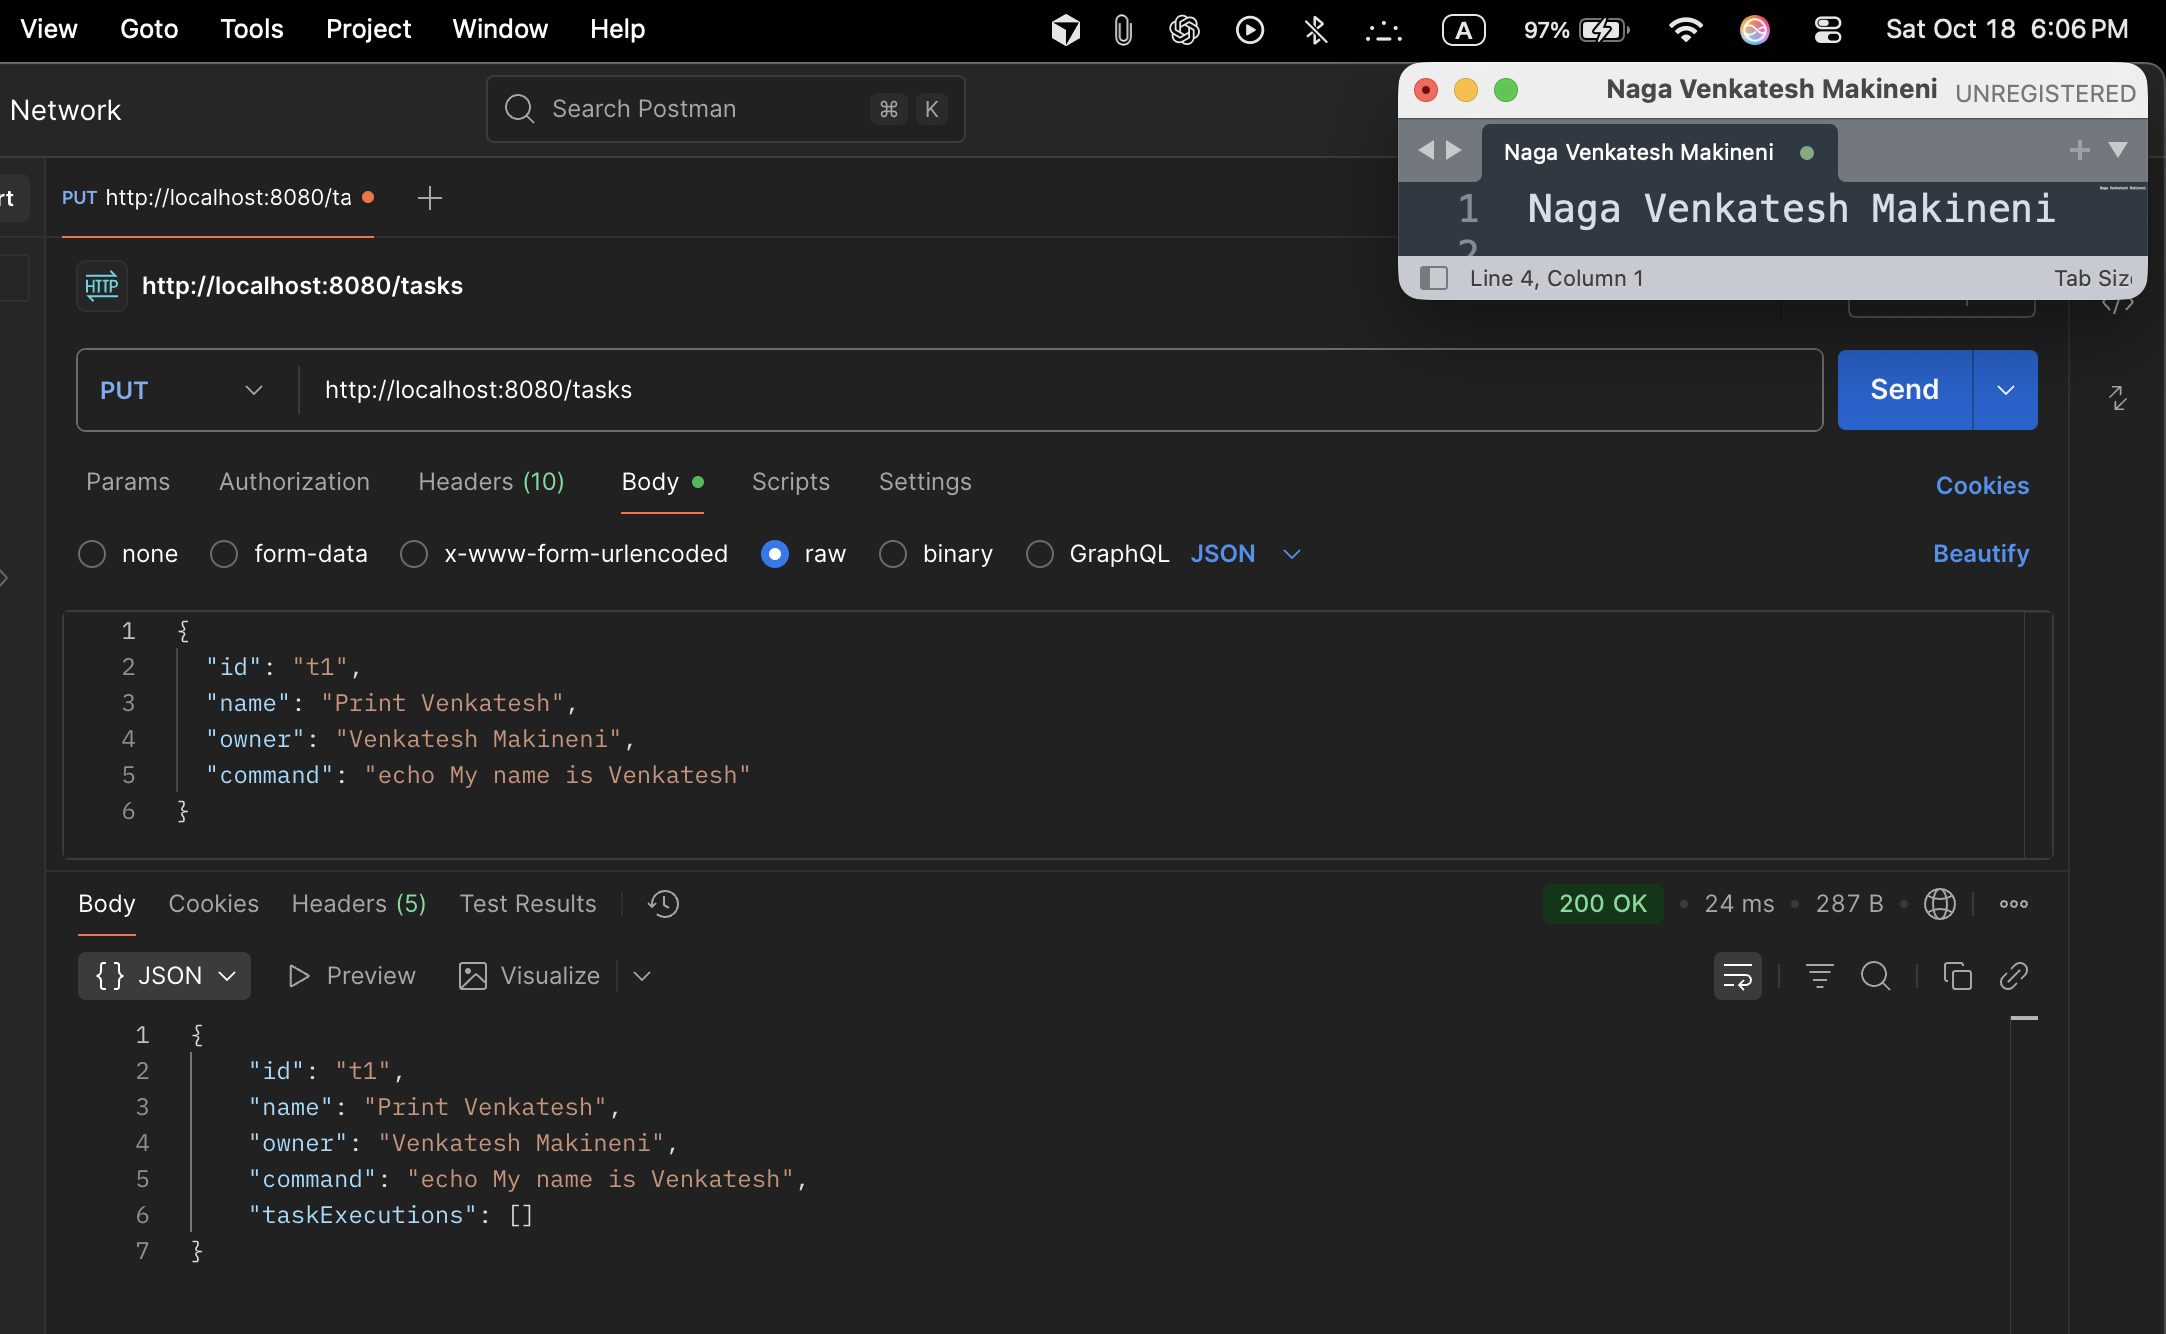 View Goto Tools Project Window Help A 97% Sat Oct 18 6:06 PM
Network
Search Postman ⌘ K
Naga Venkatesh Makineni UNREGISTERED
Naga Venkatesh Makineni
1 Naga Venkatesh Makineni
2
Line 4, Column 1 Tab Siz
rt
PUT http://localhost:8080/ta
HTTP http://localhost:8080/tasks
PUT http://localhost:8080/tasks Send
Params Authorization Headers (10) Body Scripts Settings Cookies
none form-data x-www-form-urlencoded raw binary GraphQL JSON Beautify
1 {
2 "id": "t1",
3 "name": "Print Venkatesh",
4 "owner": "Venkatesh Makineni",
5 "command": "echo My name is Venkatesh"
6 }
Body Cookies Headers (5) Test Results 200 OK • 24 ms • 287 B •
{} JSON Preview Visualize
1 {
2 "id": "t1",
3 "name": "Print Venkatesh",
4 "owner": "Venkatesh Makineni",
5 "command": "echo My name is Venkatesh",
6 "taskExecutions": []
7 }